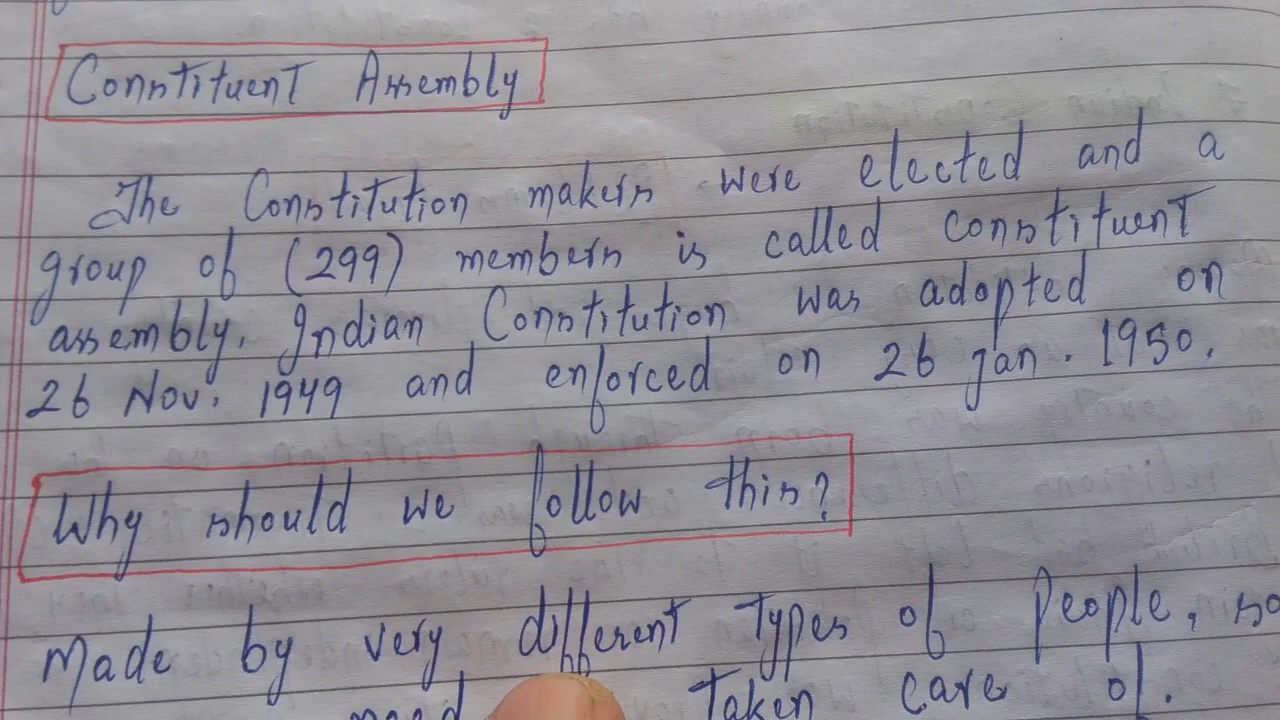 Constituent Assembly
The Constitution makers were elected and a
group of (299) members is called constituent
assembly. Indian Constitution was adopted on
26 Nov. 1949 and enforced on 26 Jan. 1950.
Why should we follow this?
Made by very different types of people, so
need taken care of.